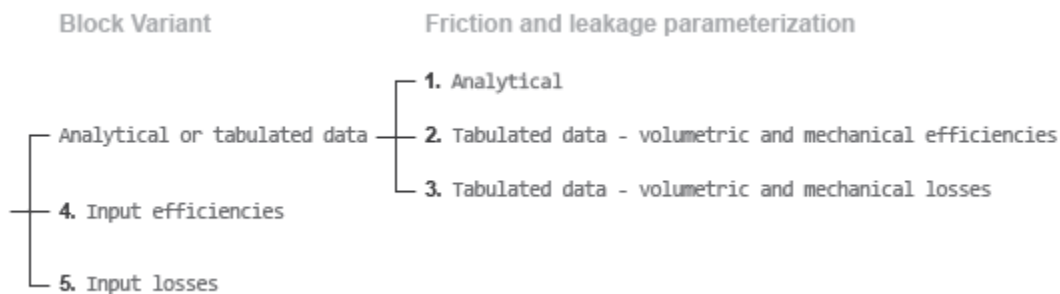 Block Variant
Friction and leakage parameterization
1. Analytical
Analytical or tabulated data
2. Tabulated data - volumetric and mechanical efficiencies
3. Tabulated data - volumetric and mechanical losses
4. Input efficiencies
5. Input losses